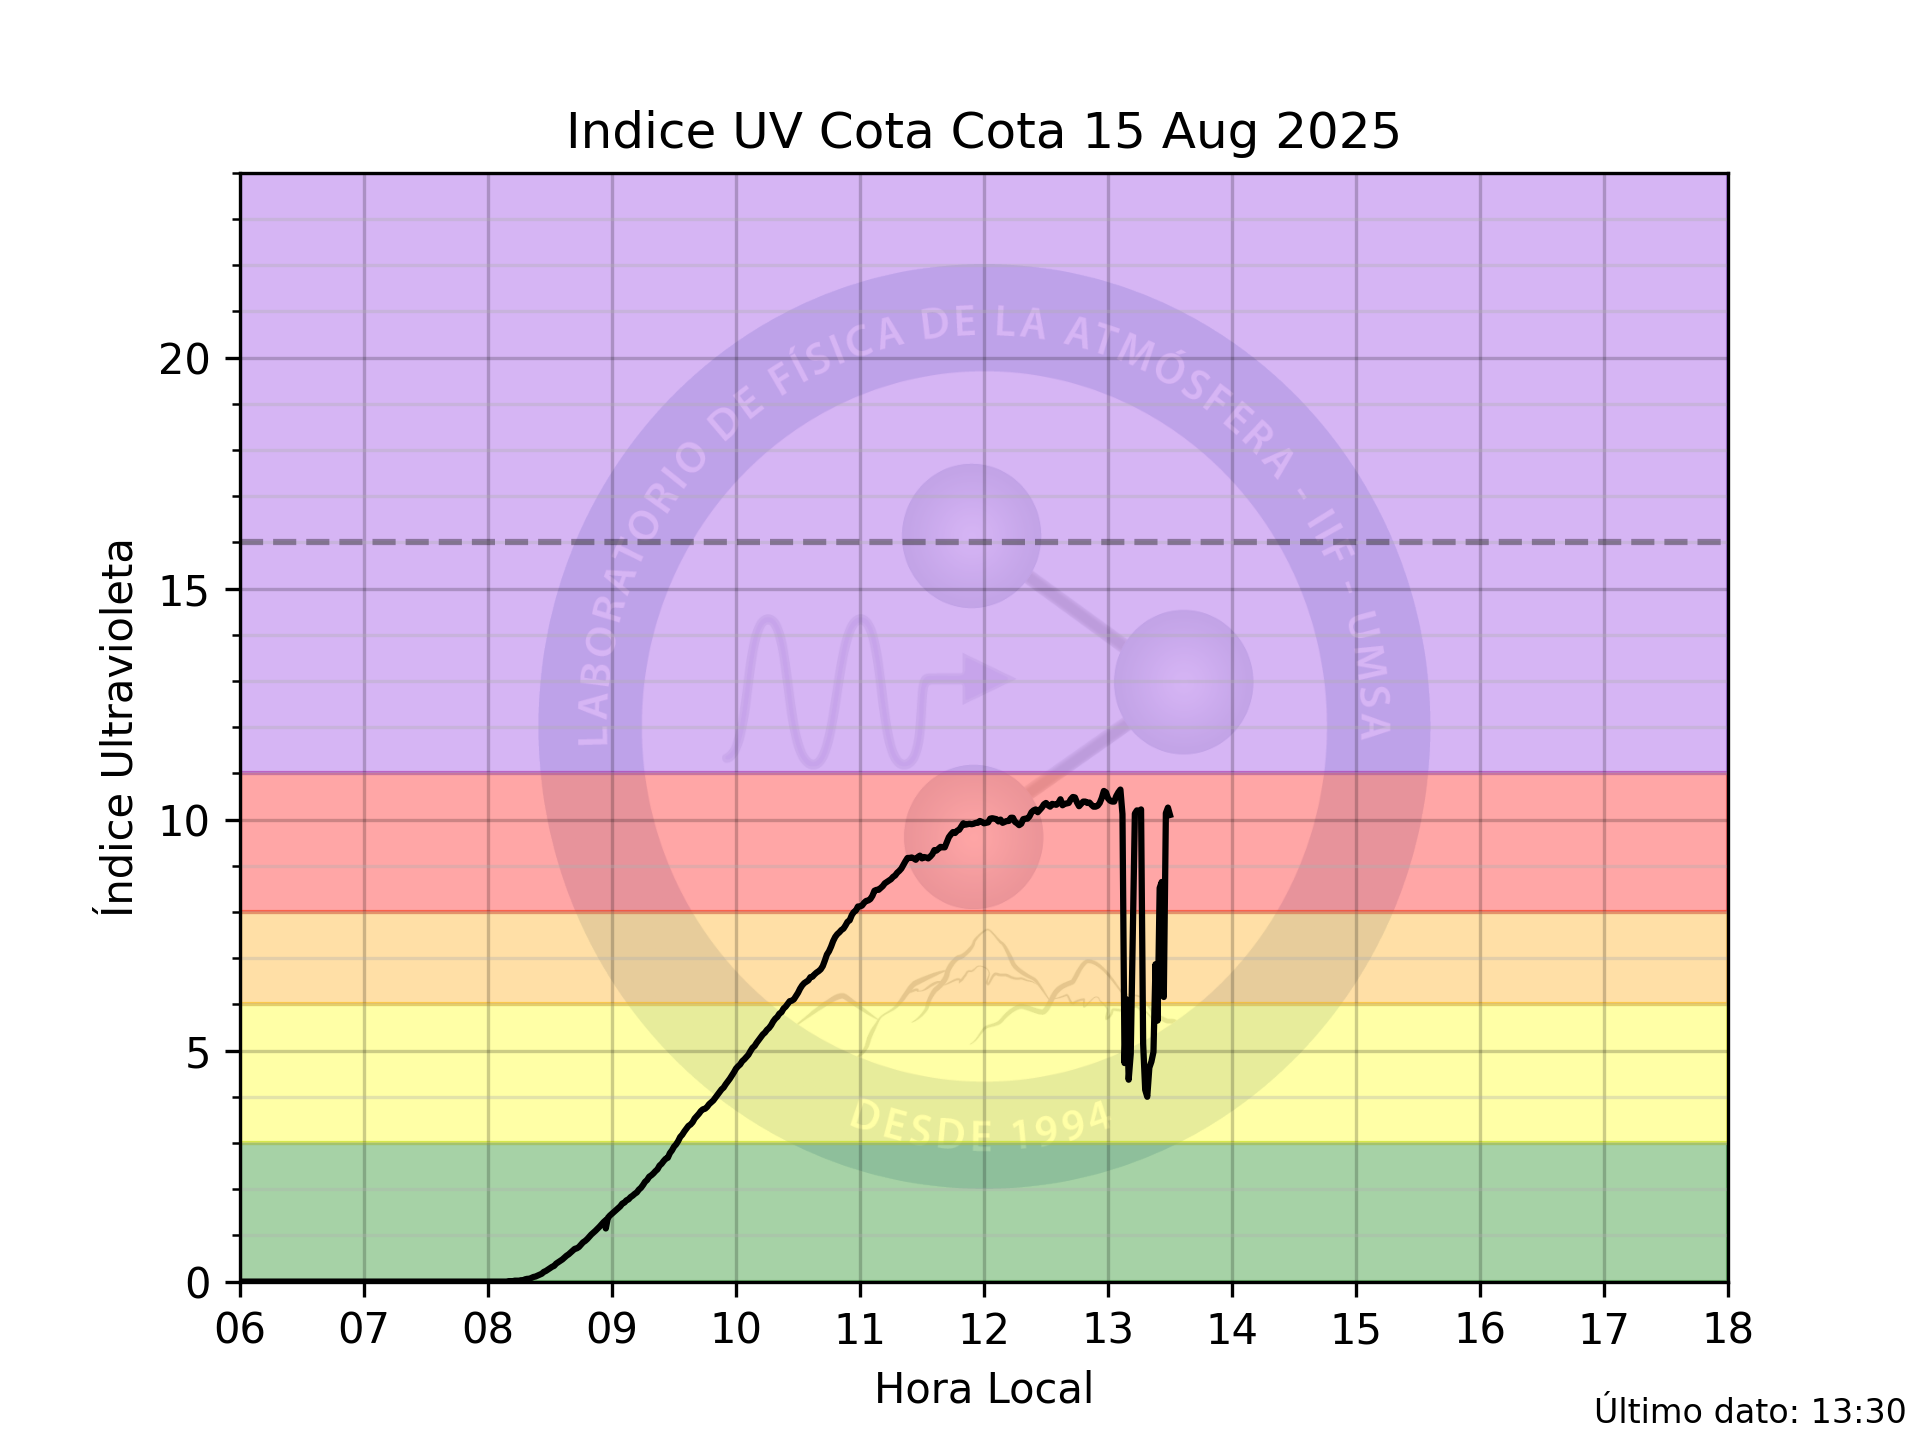 Indice UV Cota Cota 15 Aug 2025
Índice Ultravioleta
20
15
10
5
0
LABORATORIO DE FÍSICA DE LA ATMÓSFERA - IIF - UMSA
DESDE 1994
06 07 08 09 10 11 12 13 14 15 16 17 18
Hora Local
Último dato: 13:30